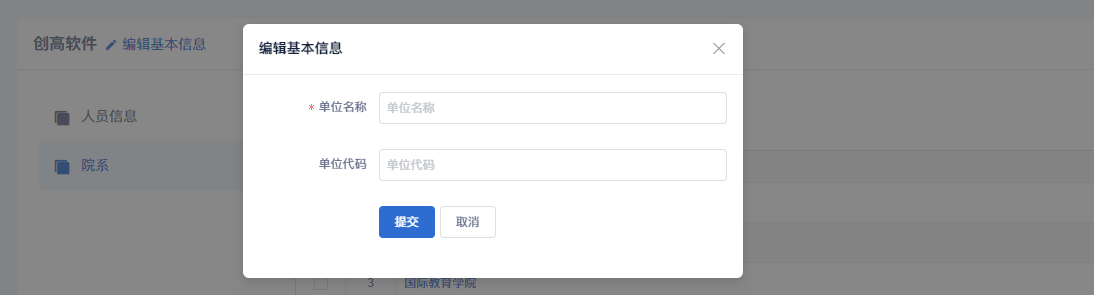 创高软件 编辑基本信息
编辑基本信息
人员信息
院系
* 单位名称 单位名称
单位代码 单位代码
提交 取消
3 国际教育学院